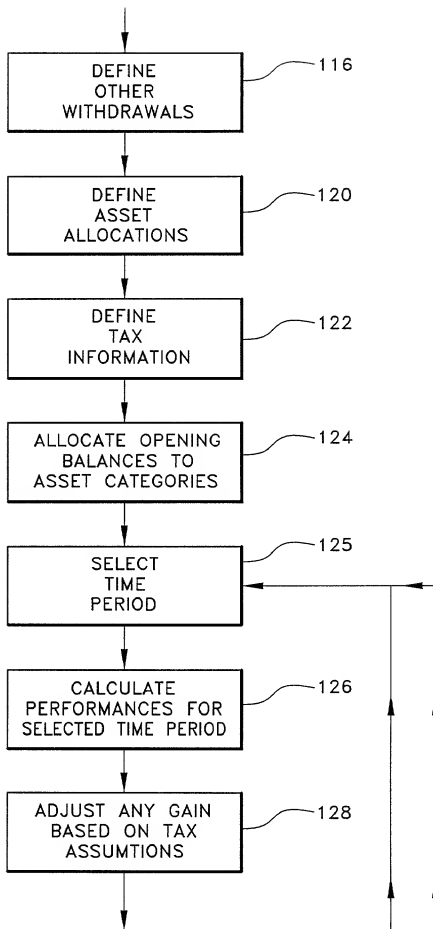 DEFINE
OTHER
WITHDRAWALS
116
DEFINE
ASSET
ALLOCATIONS
120
DEFINE
TAX
INFORMATION
122
ALLOCATE OPENING
BALANCES TO
ASSET CATEGORIES
124
SELECT
TIME
PERIOD
125
CALCULATE
PERFORMANCES FOR
SELECTED TIME PERIOD
126
ADJUST ANY GAIN
BASED ON TAX
ASSUMTIONS
128